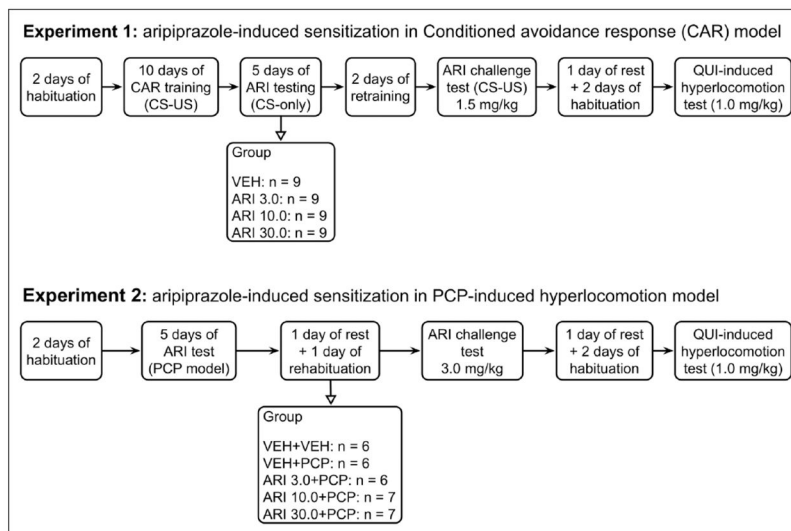 Experiment 1: aripiprazole-induced sensitization in Conditioned avoidance response (CAR) model
2 days of
habituation
10 days of
CAR training
(CS-US)
5 days of
ARI testing
(CS-only)
2 days of
retraining
ARI challenge
test (CS-US)
1.5 mg/kg
1 day of rest
+ 2 days of
habituation
QUI-induced
hyperlocomotion
test (1.0 mg/kg)
Group
VEH: n = 9
ARI 3.0: n = 9
ARI 10.0: n = 9
ARI 30.0: n = 9
Experiment 2: aripiprazole-induced sensitization in PCP-induced hyperlocomotion model
2 days of
habituation
5 days of
ARI test
(PCP model)
1 day of rest
+ 1 day of
rehabituation
ARI challenge
test
3.0 mg/kg
1 day of rest
+ 2 days of
habituation
QUI-induced
hyperlocomotion
test (1.0 mg/kg)
Group
VEH+VEH: n = 6
VEH+PCP: n = 6
ARI 3.0+PCP: n = 6
ARI 10.0+PCP: n = 7
ARI 30.0+PCP: n = 7